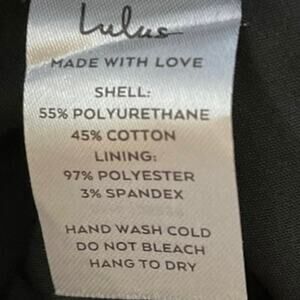 Lulus
MADE WITH LOVE
SHELL:
55% POLYURETHANE
45% COTTON
LINING:
97% POLYESTER
3% SPANDEX
HAND WASH COLD
DO NOT BLEACH
HANG TO DRY